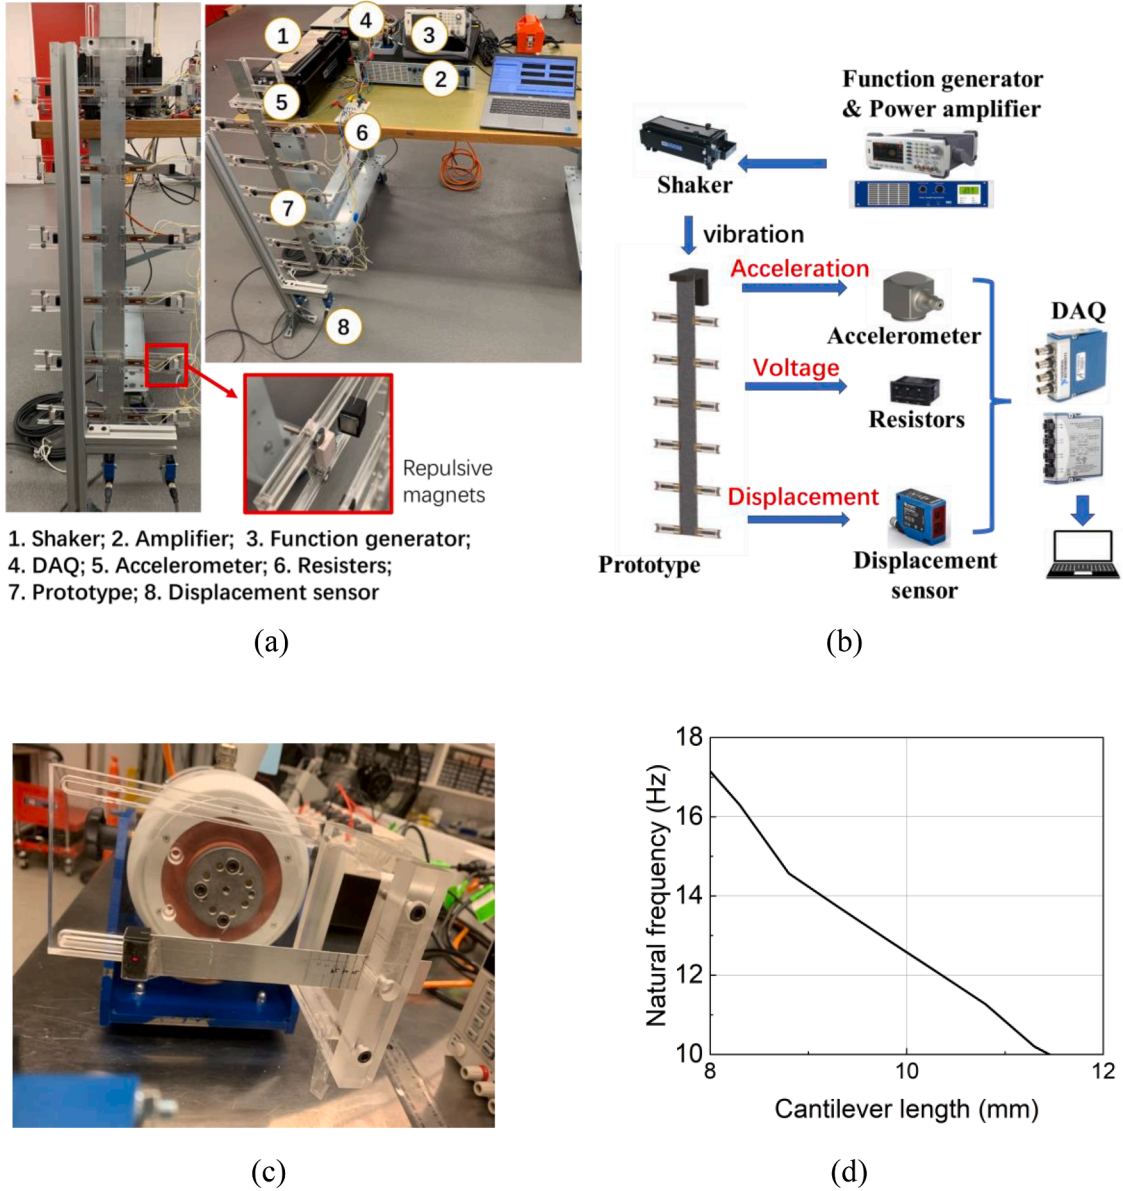 1
4
3
2
5
6
7
8
Repulsive
magnets
1. Shaker; 2. Amplifier; 3. Function generator;
4. DAQ; 5. Accelerometer; 6. Resisters;
7. Prototype; 8. Displacement sensor
(a)
Function generator
& Power amplifier
Shaker
vibration
Acceleration
Accelerometer
DAQ
Voltage
Resistors
Displacement
Prototype
Displacement
sensor
(b)
(c)
Natural frequency (Hz)
18
16
14
12
10
8
10
12
Cantilever length (mm)
(d)